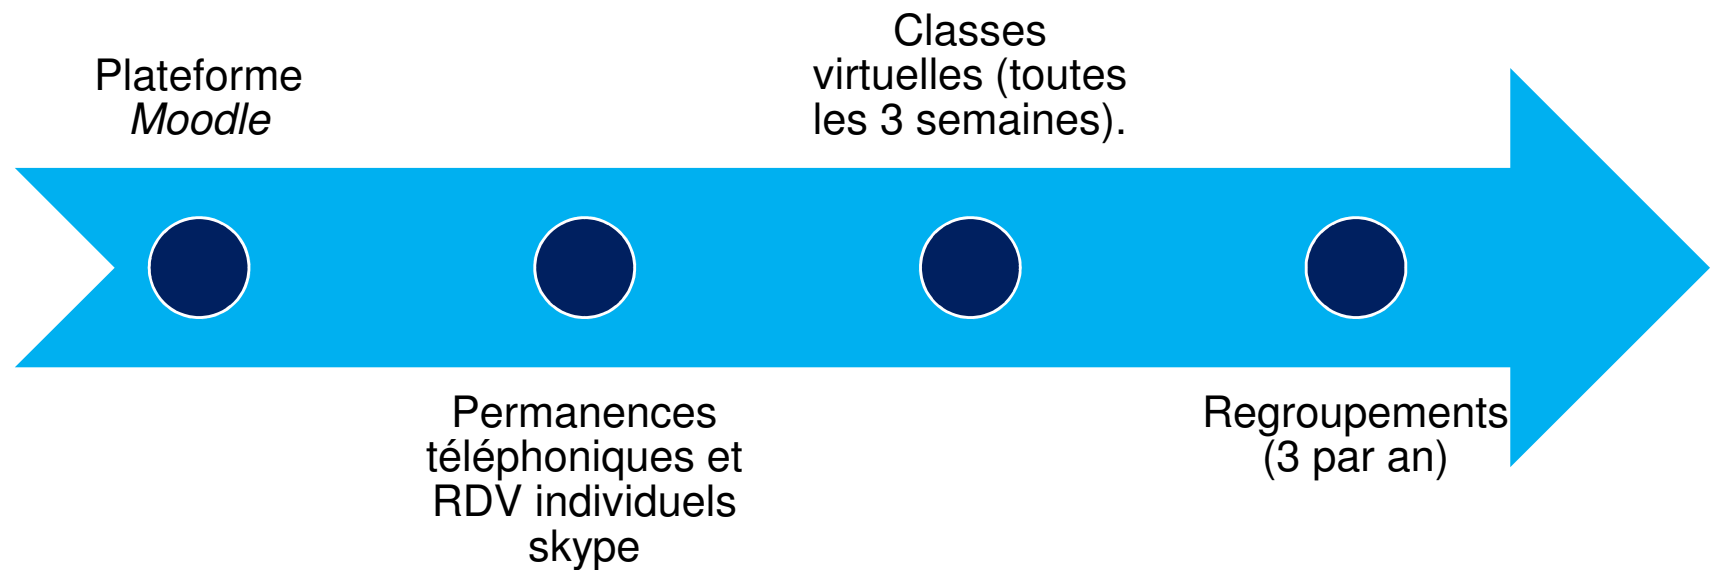 Plateforme
Moodle
Permanences
téléphoniques et
RDV individuels
skype
Classes
virtuelles (toutes
les 3 semaines).
Regroupements
(3 par an)